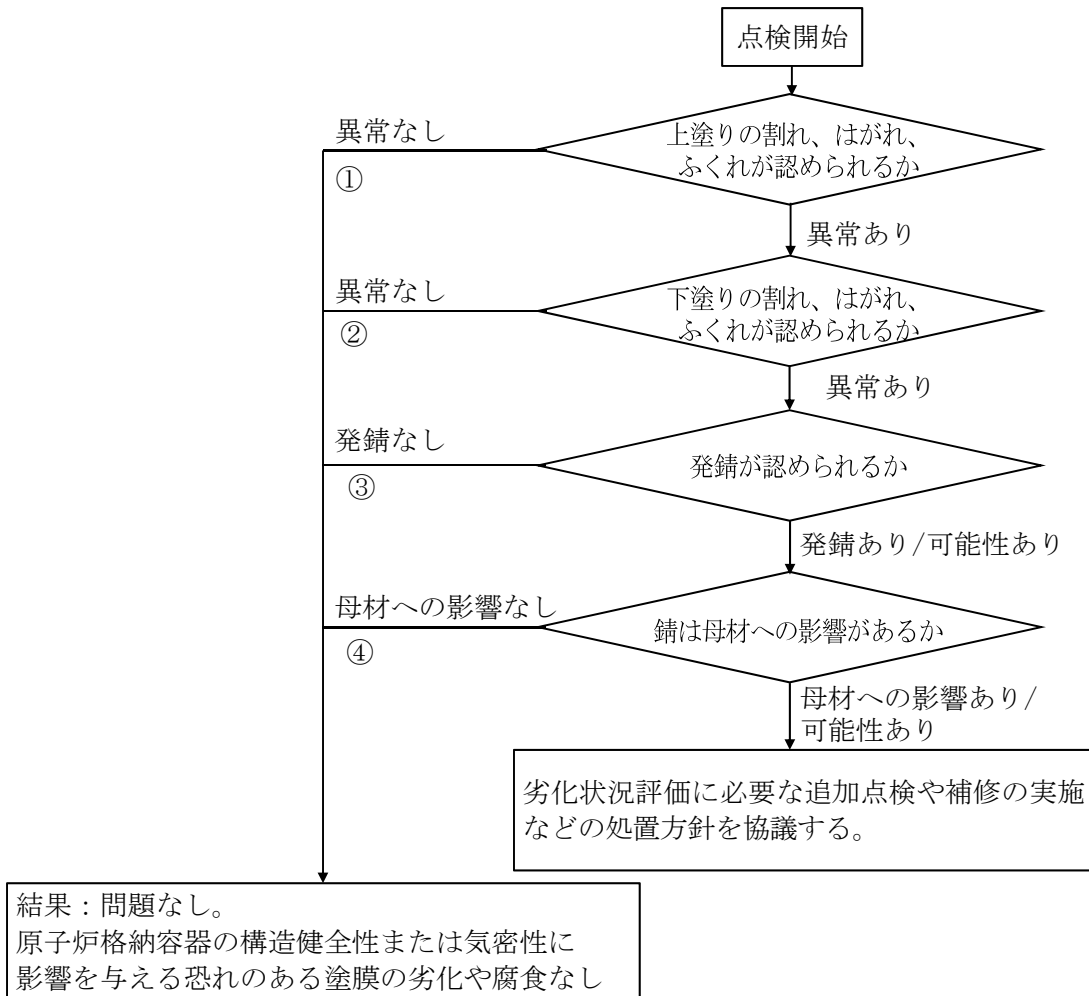 点検開始
異常なし
①
上塗りの割れ、はがれ、
ふくれが認められるか
異常あり
異常なし
②
下塗りの割れ、はがれ、
ふくれが認められるか
異常あり
発錆なし
③
発錆が認められるか
発錆あり/可能性あり
母材への影響なし
④
錆は母材への影響があるか
母材への影響あり/
可能性あり
劣化状況評価に必要な追加点検や補修の実施
などの処置方針を協議する。
結果：問題なし。
原子炉格納容器の構造健全性または気密性に
影響を与える恐れのある塗膜の劣化や腐食なし